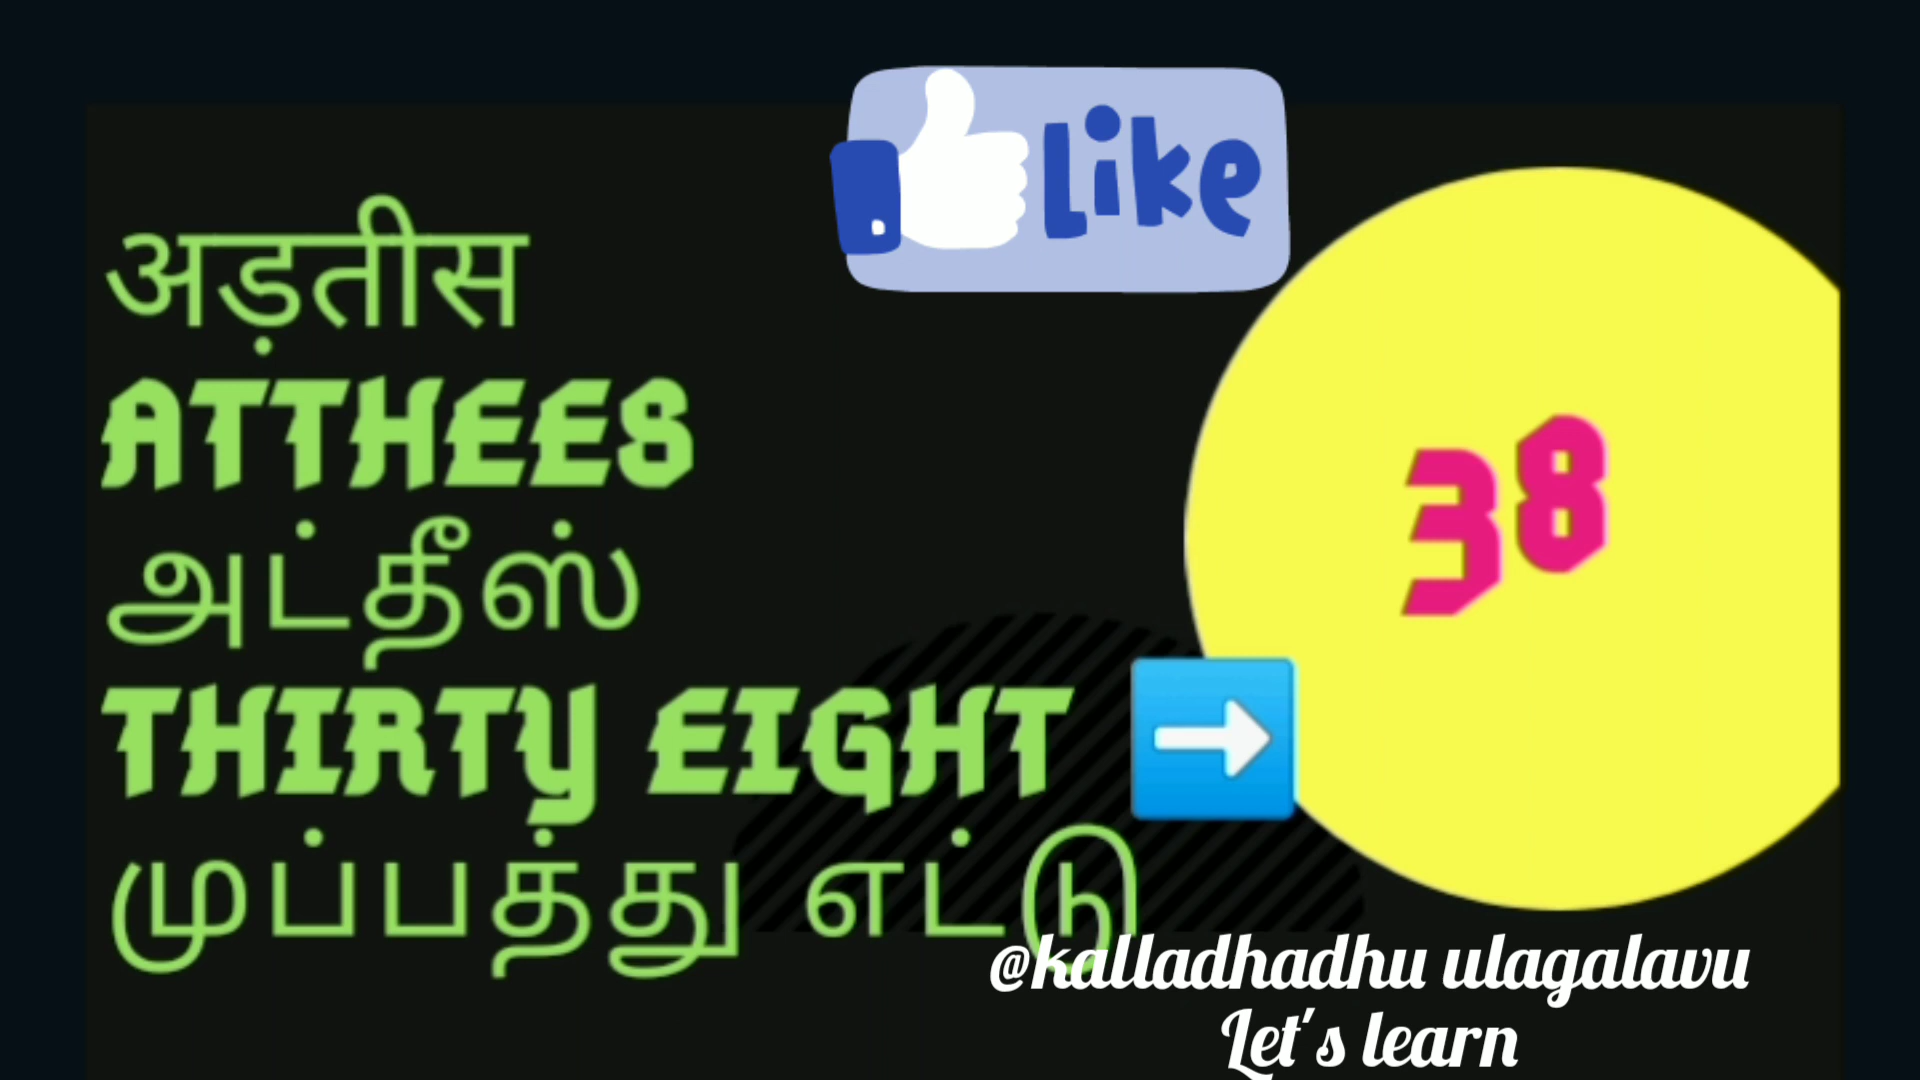 Like
अड़तीस
ATTHEES
அட்தீஸ்
THIRTY EIGHT
முப்பத்து எட்டு
38
@kalladhadhu ulagalavu
Let's learn